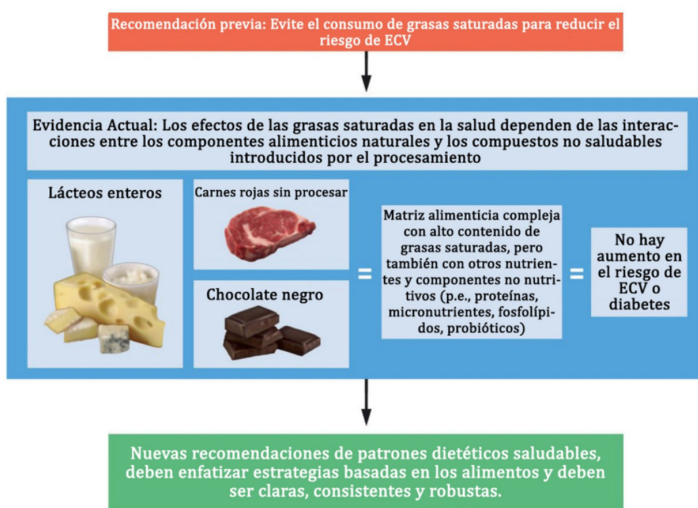 Recomendación previa: Evite el consumo de grasas saturadas para reducir el
riesgo de ECV
Evidencia Actual: Los efectos de las grasas saturadas en la salud dependen de las interac-
ciones entre los componentes alimenticios naturales y los compuestos no saludables
introducidos por el procesamiento
Lácteos enteros
Carnes rojas sin procesar
Chocolate negro
=
Matriz alimenticia compleja
con alto contenido de
grasas saturadas, pero
también con otros nutrien-
tes y componentes no nutri-
tivos (p.e., proteínas,
micronutrientes, fosfolípi-
dos, probióticos)
=
No hay
aumento en
el riesgo de
ECV o
diabetes
Nuevas recomendaciones de patrones dietéticos saludables,
deben enfatizar estrategias basadas en los alimentos y deben
ser claras, consistentes y robustas.